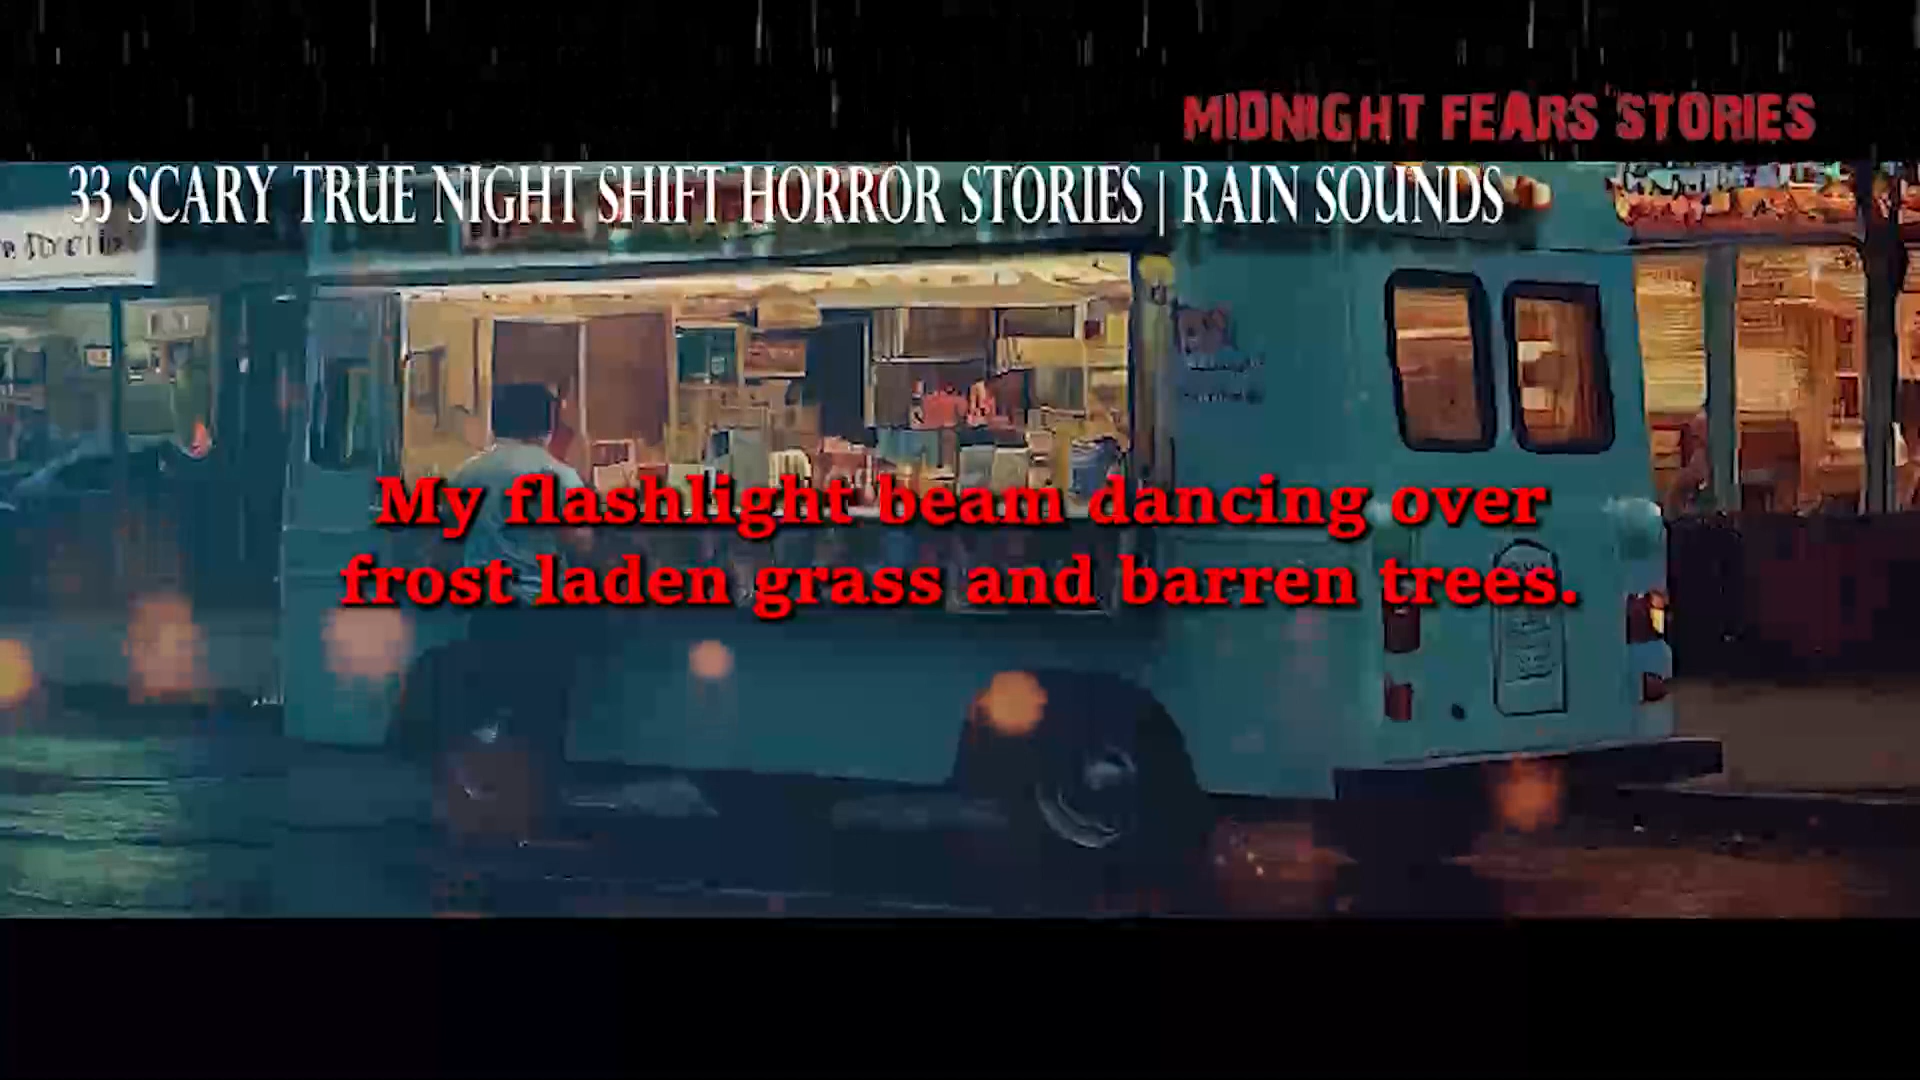 MIDNIGHT FEARS STORIES
33 SCARY TRUE NIGHT SHIFT HORROR STORIES | RAIN SOUNDS
My flashlight beam dancing over
frost laden grass and barren trees.